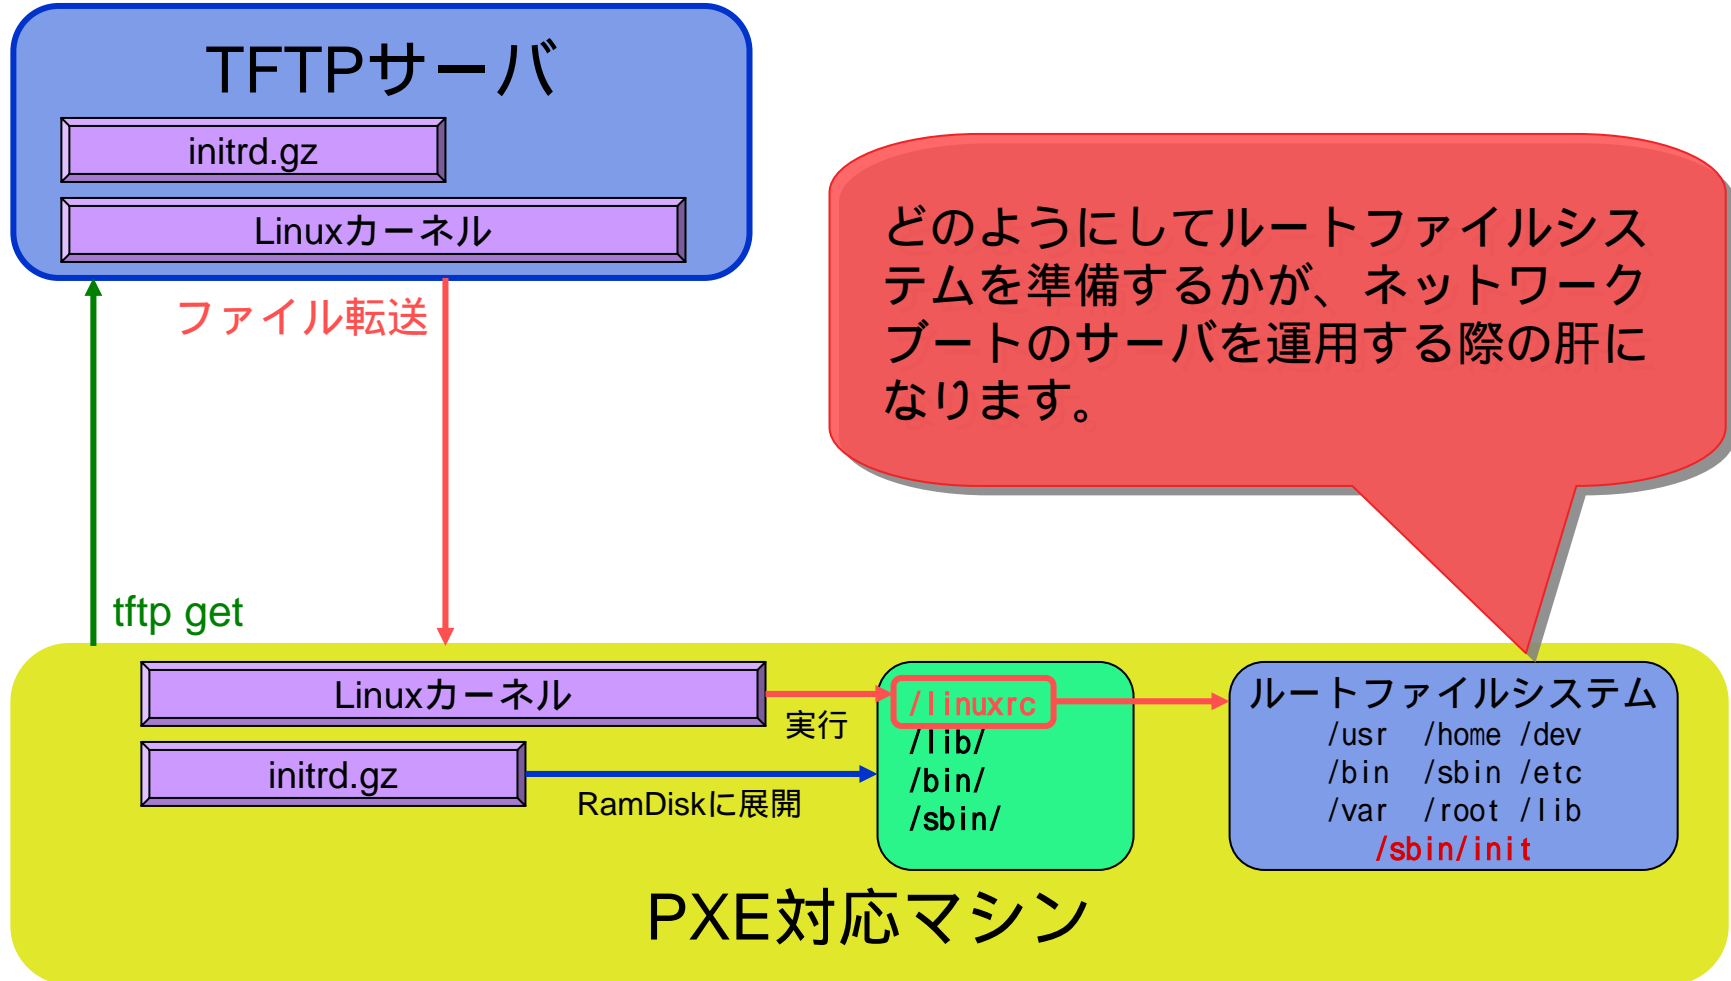 TFTPサーバ
initrd.gz
Linuxカーネル
ファイル転送
どのようにしてルートファイルシス
テムを準備するかが、ネットワーク
ブートのサーバを運用する際の肝に
なります。
tftp get
Linuxカーネル
実行
initrd.gz
RamDiskに展開
/linuxrc
/lib/
/bin/
/sbin/
ルートファイルシステム
/usr /home /dev
/bin /sbin /etc
/var /root /lib
/sbin/init
PXE対応マシン